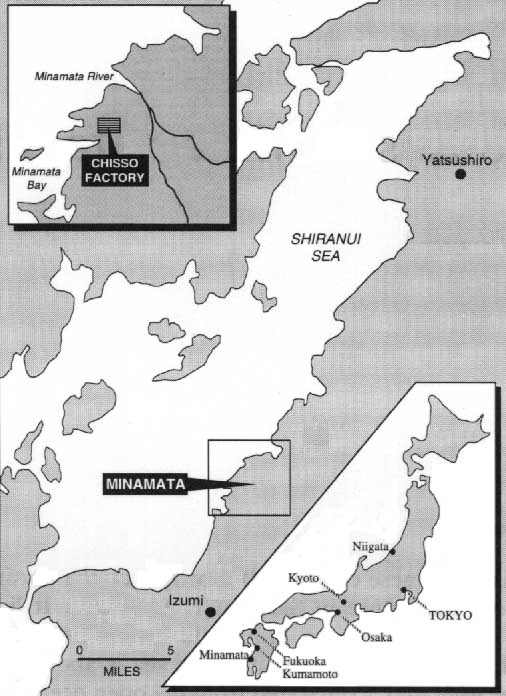 Minamata River
CHISSO
FACTORY
Minamata
Bay
Yatsushiro
SHIRANUI
SEA
MINAMATA
Izumi
0 5
MILES
Niigata
Kyoto
TOKYO
Osaka
Fukuoka
Minamata
Kumamoto